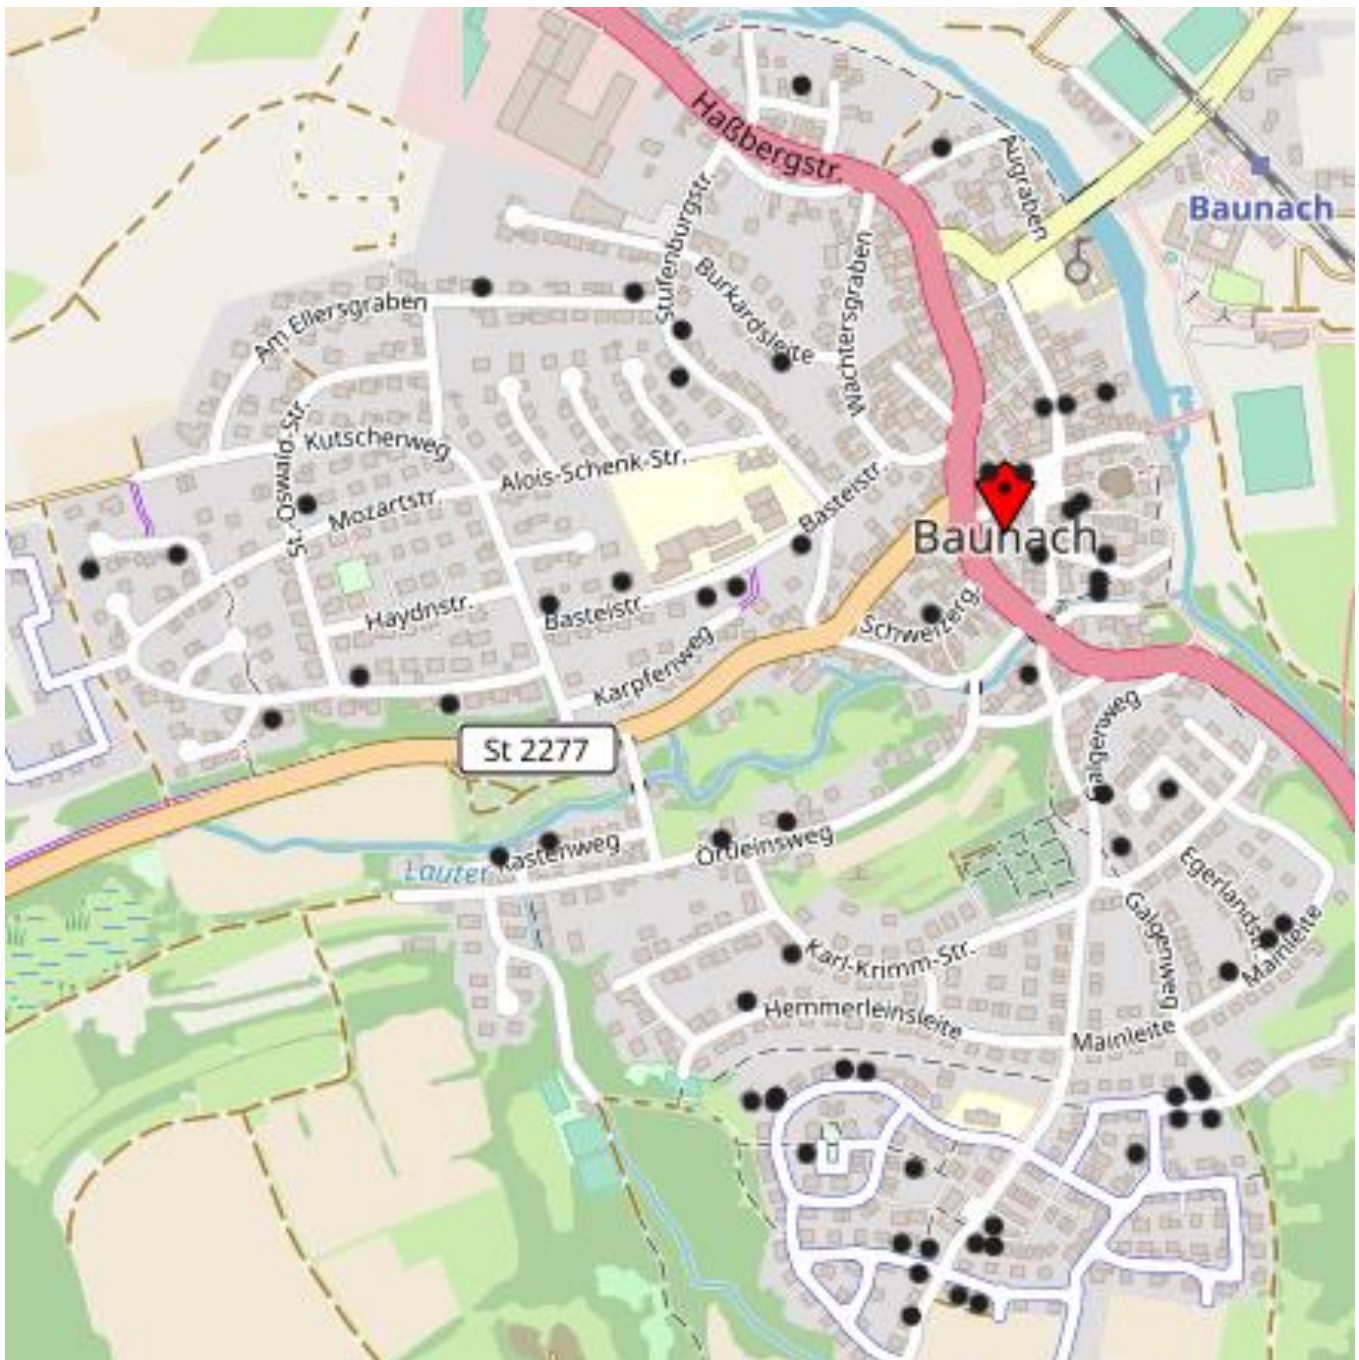 Haßbergstr.
Augraben
Baunach
Stufenburgstr.
Burkardsleite
Wachtersgraben
Am Ellersgraben
St.-Oswald-Str.
Kutscherweg
Alois-Schenk-Str.
Mozartstr.
Basteistr.
Baunach
Haydnstr.
Basteistr.
Schweizerg.
Karpfenweg
St 2277
Galgenweg
Örtleinsweg
Kastenweg
Lauter
Egerlandstr.
Galgenweg
Mainleite
Karl-Krimm-Str.
Hemmerleinsleite
Mainleite